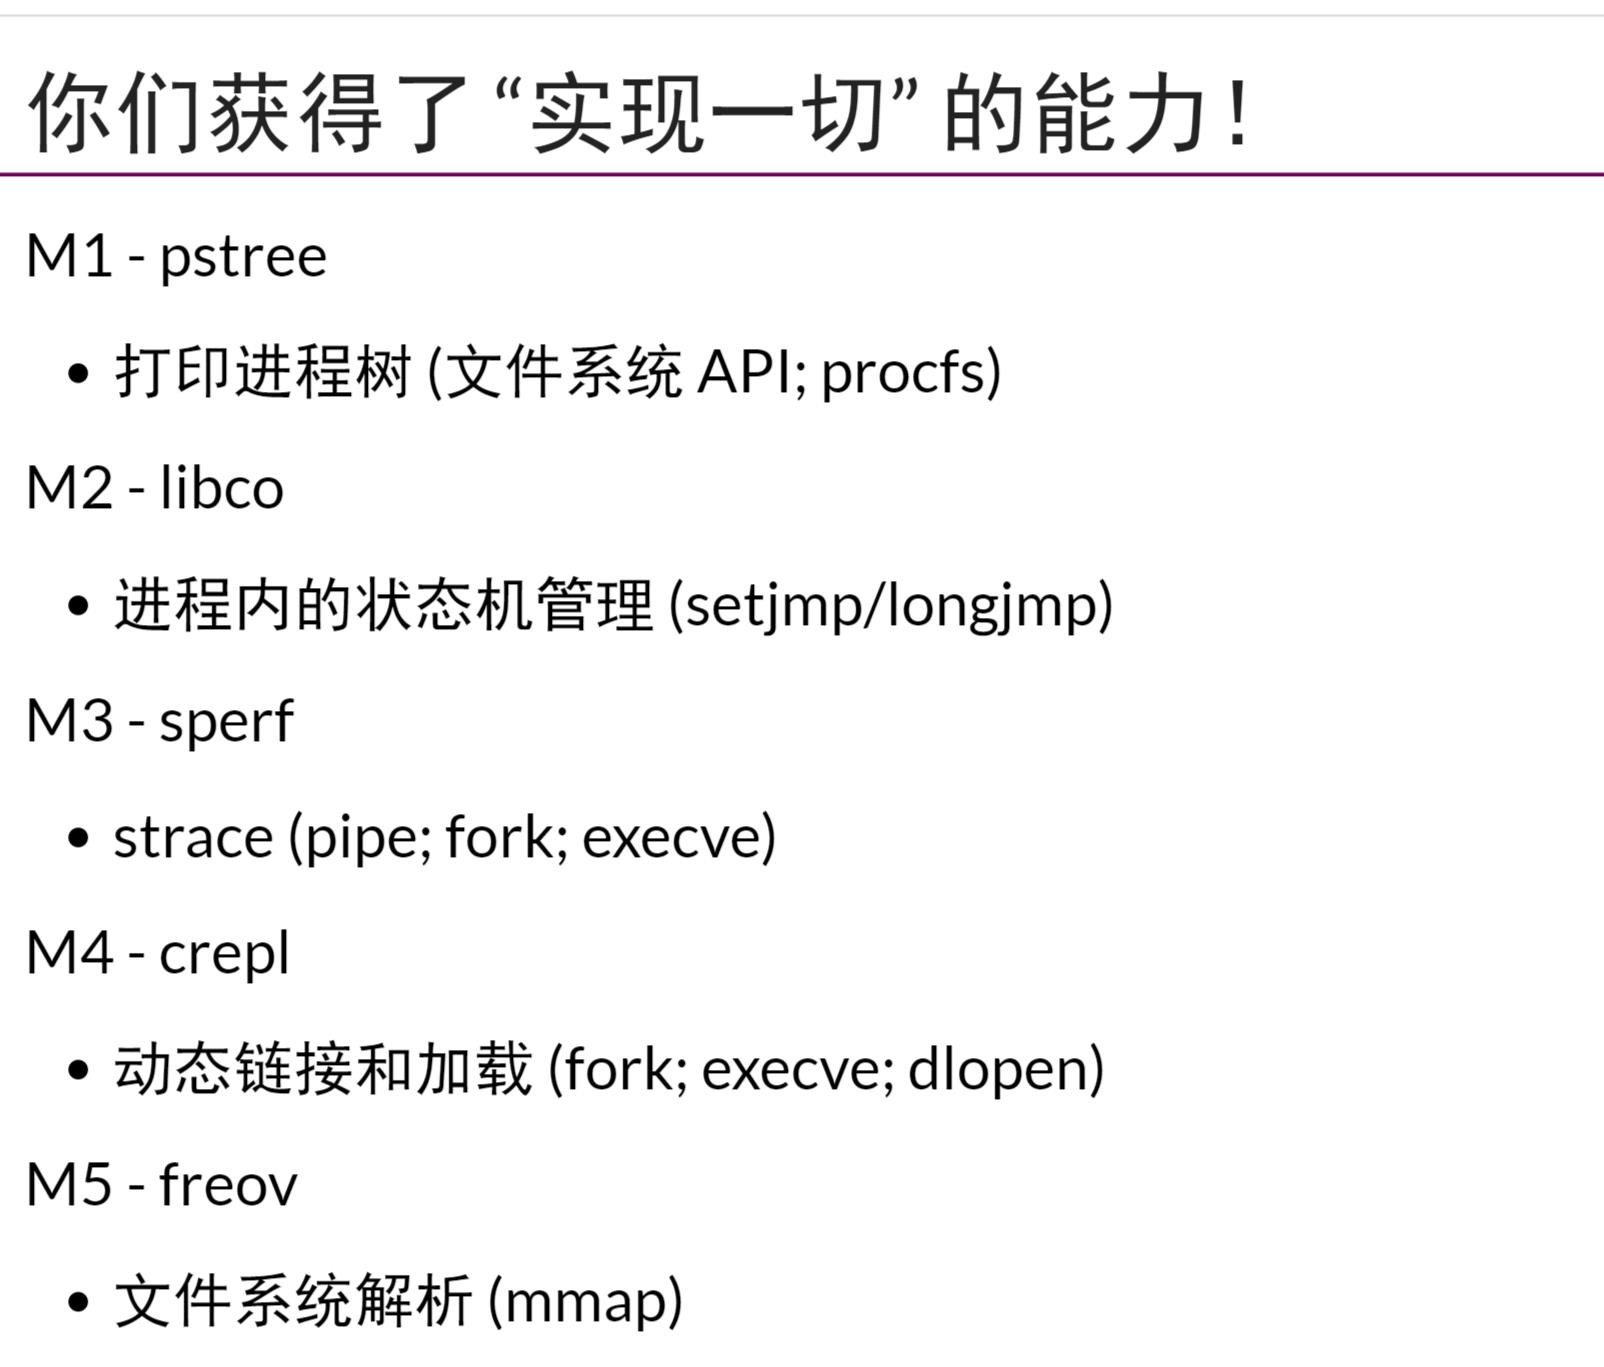 你们获得了 “实现一切” 的能力！
M1 - pstree
• 打印进程树 (文件系统 API; procfs)
M2 - libco
• 进程内的状态机管理 (setjmp/longjmp)
M3 - sperf
• strace (pipe; fork; execve)
M4 - crepl
• 动态链接和加载 (fork; execve; dlopen)
M5 - freov
• 文件系统解析 (mmap)